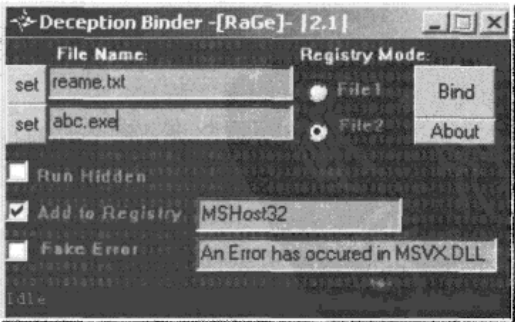 Deception Binder -[RaGe]- |2.1|
File Name: Registry Mode:
set reame.txt File1 Bind
set abc.exe File2 About
Run Hidden
Add to Registry MSHost32
Fake Error An Error has occured in MSVX.DLL
Idle